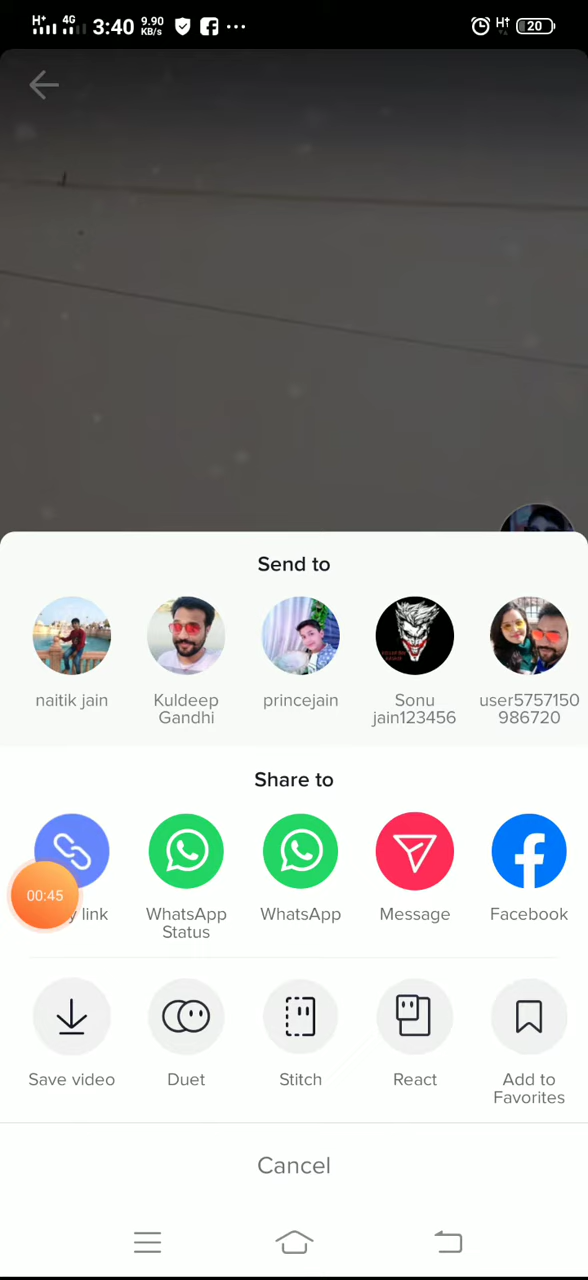 H+ 4G 3:40 9.90 KB/s ... H† 20
Send to
naitik jain
Kuldeep Gandhi
princejain
Sonu jain123456
user5757150 986720
Share to
00:45
y link
WhatsApp Status
WhatsApp
Message
Facebook
Save video
Duet
Stitch
React
Add to Favorites
Cancel